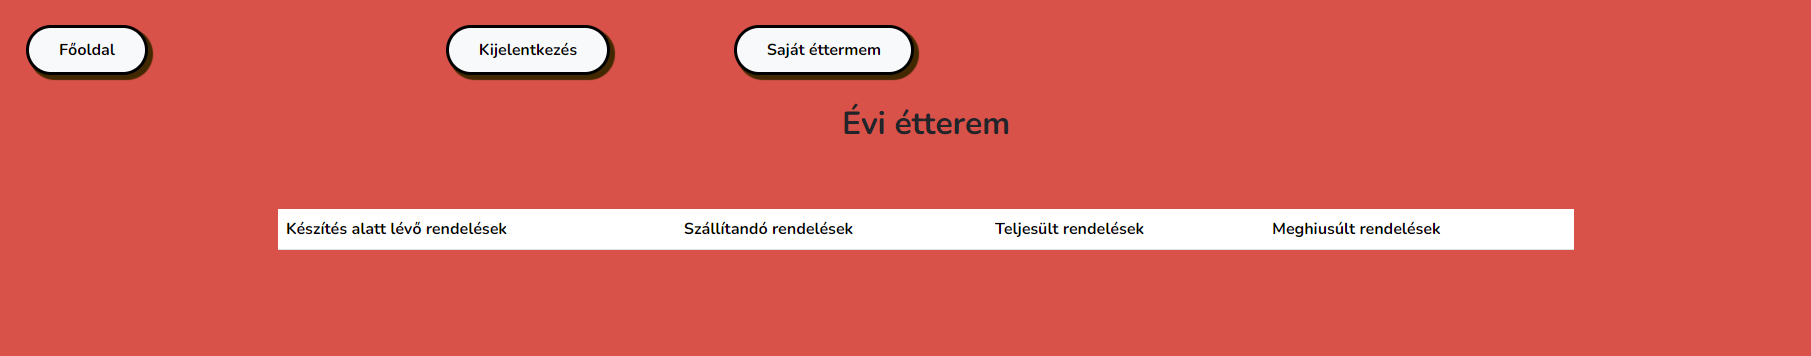 Főoldal
Kijelentkezés
Saját éttermem
Évi étterem
Készítés alatt lévő rendelések
Szállítandó rendelések
Teljesült rendelések
Meghiusúlt rendelések